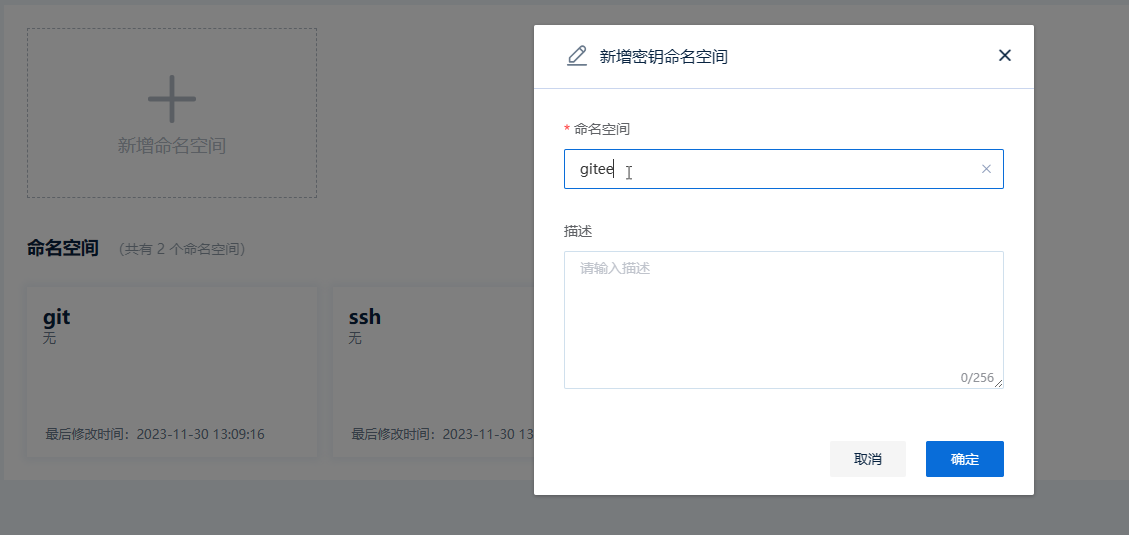 新增命名空间
命名空间 （共有 2 个命名空间）
git
无
最后修改时间：2023-11-30 13:09:16
ssh
无
最后修改时间：2023-11-30 13
新增密钥命名空间
* 命名空间
gitee
描述
请输入描述
0/256
取消
确定